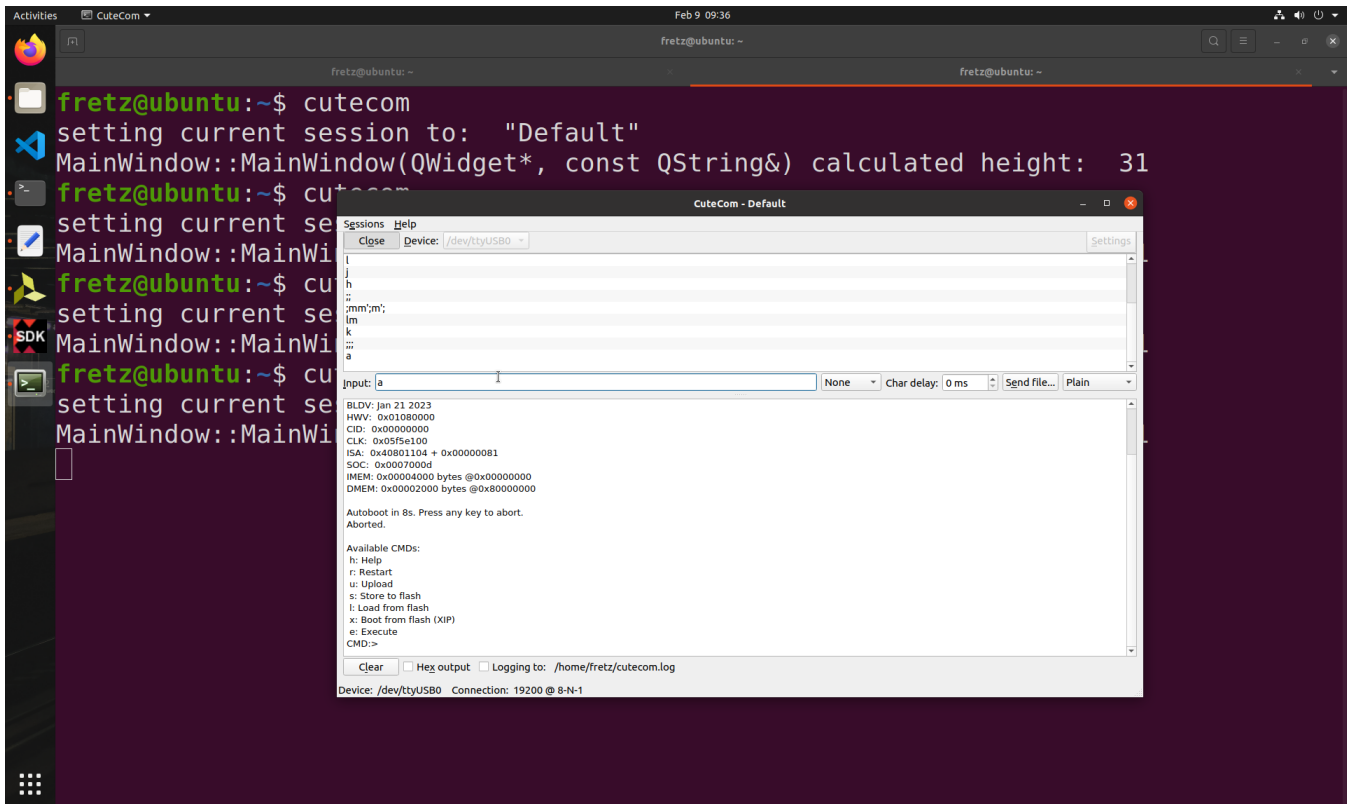 Activities CuteCom Feb 9 09:36
fretz@ubuntu: ~
fretz@ubuntu: ~ fretz@ubuntu: ~
fretz@ubuntu:~$ cutecom
setting current session to:  "Default"
MainWindow::MainWindow(QWidget*, const QString&) calculated height:  31
fretz@ubuntu:~$ cutecom
setting current se
MainWindow::MainWi
fretz@ubuntu:~$ cu
setting current se
MainWindow::MainWi
fretz@ubuntu:~$ cu
setting current se
MainWindow::MainWi
SDK
CuteCom - Default
Sessions Help
Close Device: /dev/ttyUSB0 Settings
l
j
h
;;
;mm';m';
lm
k
;;;
a
Input: a None Char delay: 0 ms Send file... Plain
BLDV: Jan 21 2023
HWV: 0x01080000
CID: 0x00000000
CLK: 0x05f5e100
ISA: 0x40801104 + 0x00000081
SOC: 0x0007000d
IMEM: 0x00004000 bytes @0x00000000
DMEM: 0x00002000 bytes @0x80000000
Autoboot in 8s. Press any key to abort.
Aborted.
Available CMDs:
h: Help
r: Restart
u: Upload
s: Store to flash
l: Load from flash
x: Boot from flash (XIP)
e: Execute
CMD:>
Clear Hex output Logging to: /home/fretz/cutecom.log
Device: /dev/ttyUSB0 Connection: 19200 @ 8-N-1